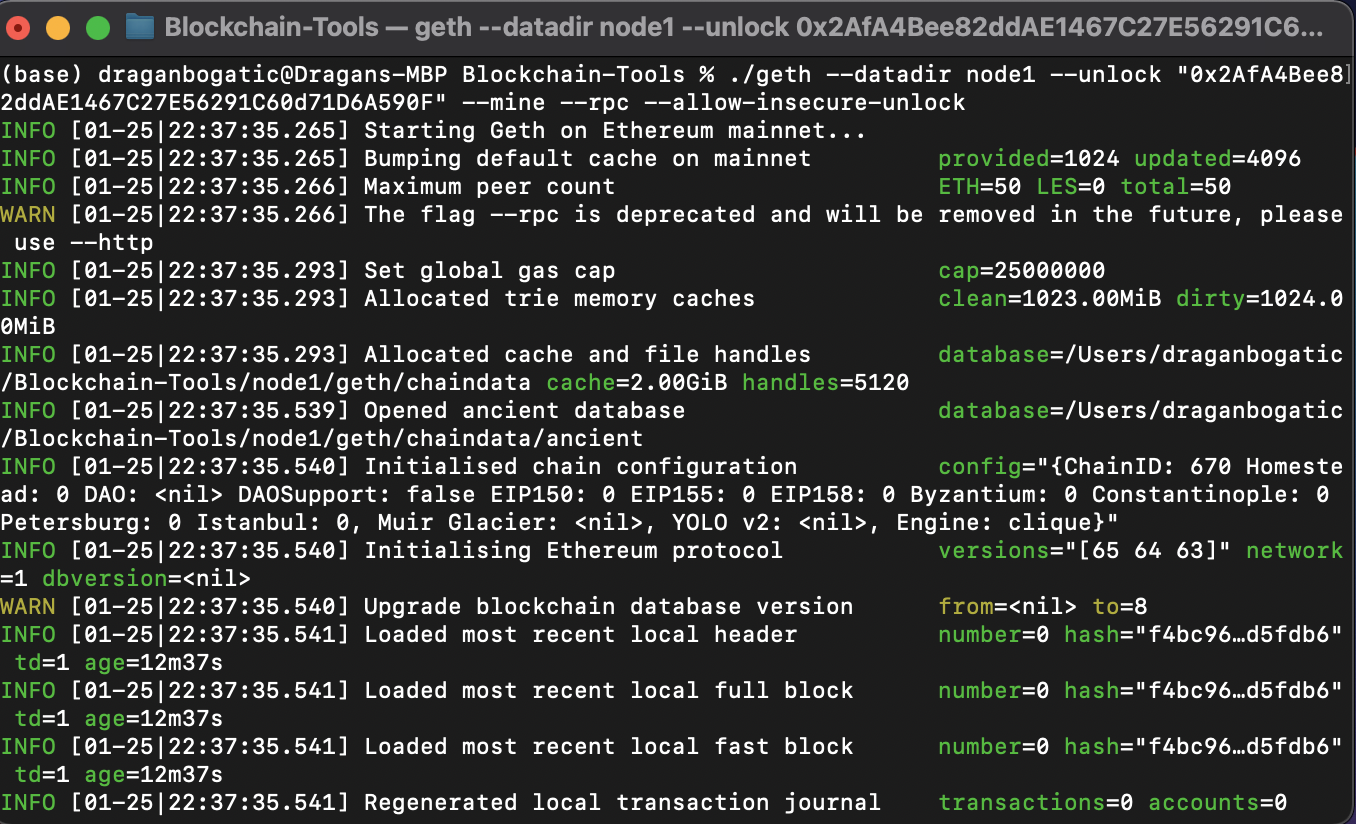 Blockchain-Tools — geth --datadir node1 --unlock 0x2AfA4Bee82ddAE1467C27E56291C6...
(base) draganbogatic@Dragans-MBP Blockchain-Tools % ./geth --datadir node1 --unlock "0x2AfA4Bee8]
2ddAE1467C27E56291C60d71D6A590F" --mine --rpc --allow-insecure-unlock
INFO [01-25|22:37:35.265] Starting Geth on Ethereum mainnet...
INFO [01-25|22:37:35.265] Bumping default cache on mainnet         provided=1024 updated=4096
INFO [01-25|22:37:35.266] Maximum peer count                       ETH=50 LES=0 total=50
WARN [01-25|22:37:35.266] The flag --rpc is deprecated and will be removed in the future, please
 use --http
INFO [01-25|22:37:35.293] Set global gas cap                       cap=25000000
INFO [01-25|22:37:35.293] Allocated trie memory caches             clean=1023.00MiB dirty=1024.0
0MiB
INFO [01-25|22:37:35.293] Allocated cache and file handles         database=/Users/draganbogatic
/Blockchain-Tools/node1/geth/chaindata cache=2.00GiB handles=5120
INFO [01-25|22:37:35.539] Opened ancient database                  database=/Users/draganbogatic
/Blockchain-Tools/node1/geth/chaindata/ancient
INFO [01-25|22:37:35.540] Initialised chain configuration          config="{ChainID: 670 Homeste
ad: 0 DAO: <nil> DAOSupport: false EIP150: 0 EIP155: 0 EIP158: 0 Byzantium: 0 Constantinople: 0 
Petersburg: 0 Istanbul: 0, Muir Glacier: <nil>, YOLO v2: <nil>, Engine: clique}"
INFO [01-25|22:37:35.540] Initialising Ethereum protocol           versions="[65 64 63]" network
=1 dbversion=<nil>
WARN [01-25|22:37:35.540] Upgrade blockchain database version      from=<nil> to=8
INFO [01-25|22:37:35.541] Loaded most recent local header          number=0 hash="f4bc96…d5fdb6"
 td=1 age=12m37s
INFO [01-25|22:37:35.541] Loaded most recent local full block      number=0 hash="f4bc96…d5fdb6"
 td=1 age=12m37s
INFO [01-25|22:37:35.541] Loaded most recent local fast block      number=0 hash="f4bc96…d5fdb6"
 td=1 age=12m37s
INFO [01-25|22:37:35.541] Regenerated local transaction journal    transactions=0 accounts=0